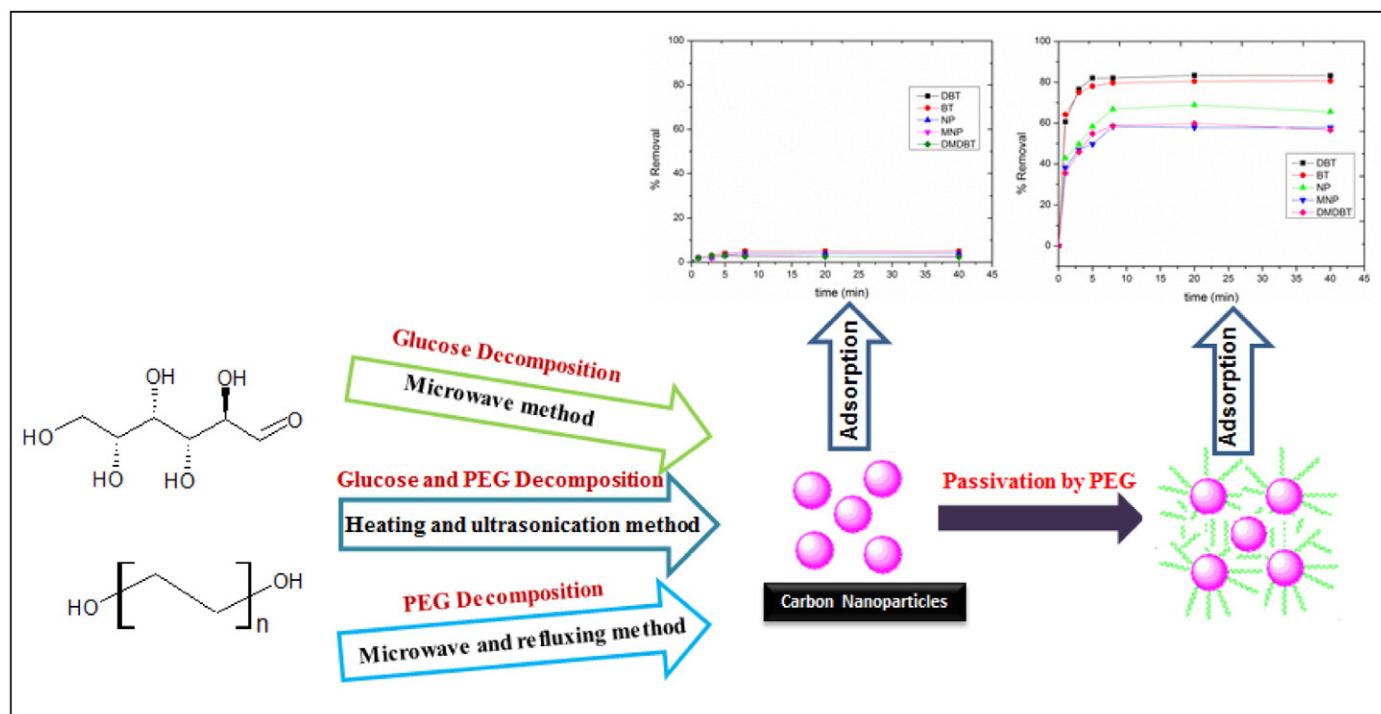 100
80
60
40
20
0
% Removal
DBT
BT
NP
MNP
DMDBT
0 5 10 15 20 25 30 35 40 45
time (min)
100
80
60
40
20
0
% Removal
DBT
BT
NP
MNP
DMDBT
0 5 10 15 20 25 30 35 40 45
time (min)
Adsorption
Adsorption
Glucose Decomposition
Microwave method
OH OH
O
HO
OH HO OH
Glucose and PEG Decomposition
Heating and ultrasonication method
Passivation by PEG
HO OH
n
PEG Decomposition
Microwave and refluxing method
Carbon Nanoparticles